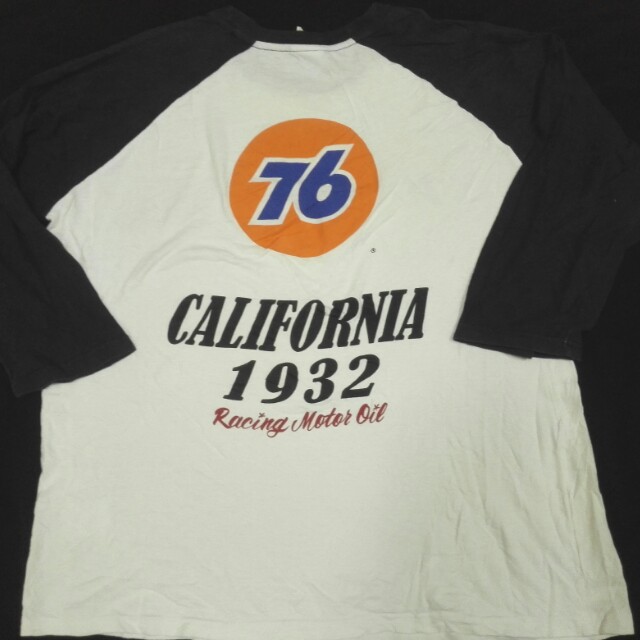 76
®
CALIFORNIA
1932
Racing Motor Oil